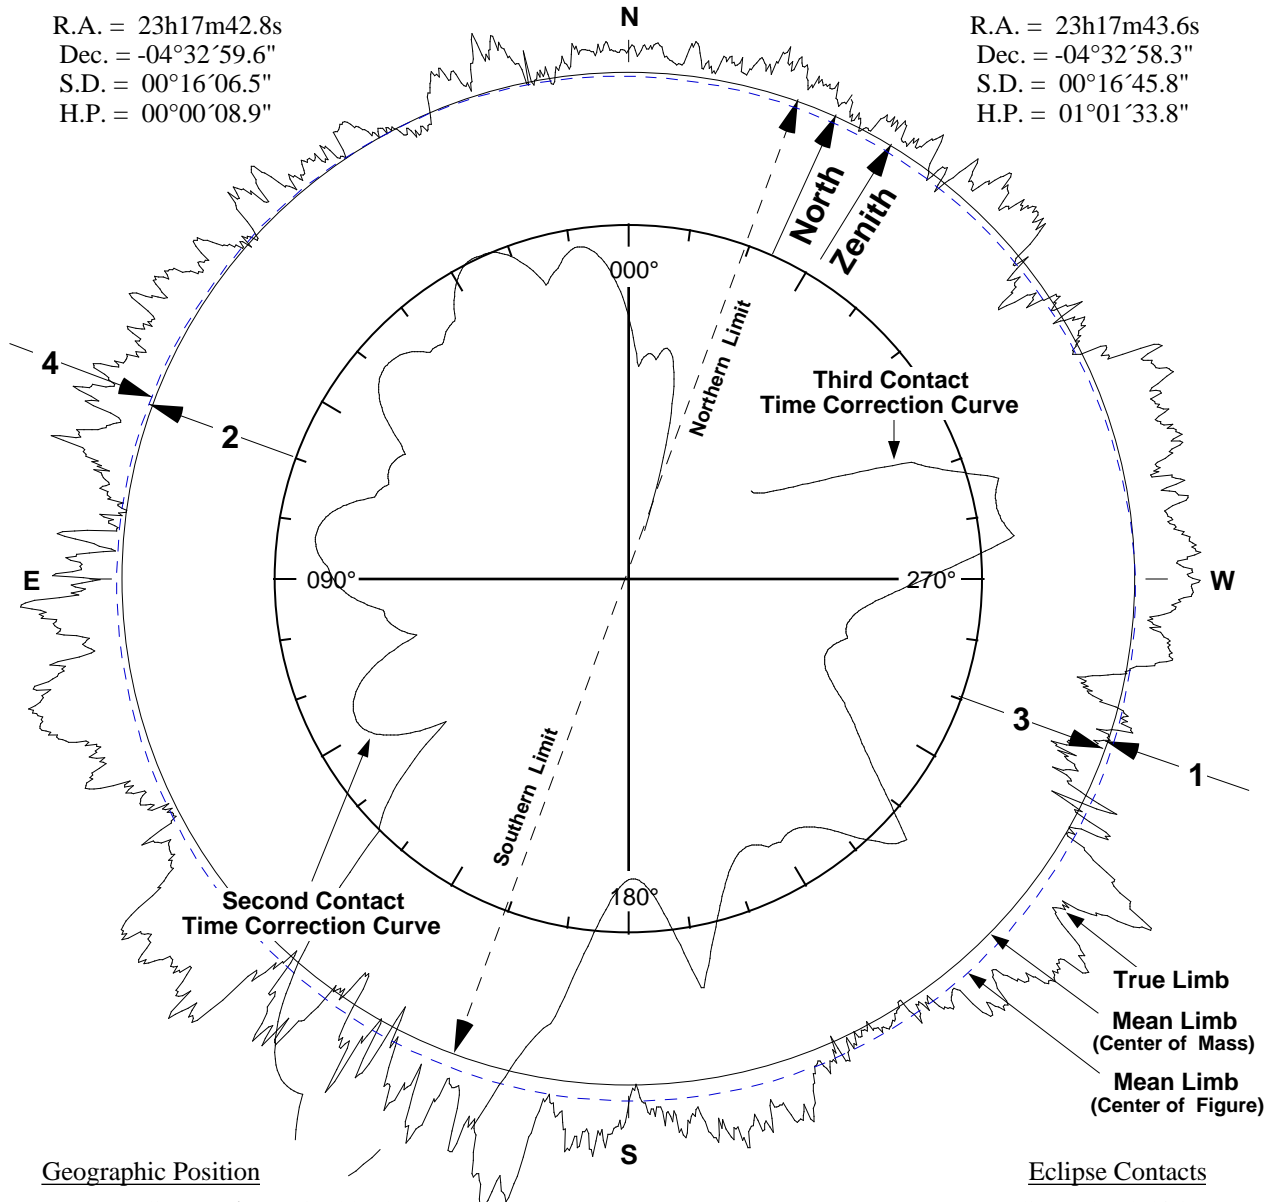 R.A. = 23h17m42.8s
Dec. = -04°32´59.6"
S.D. = 00°16´06.5"
H.P. = 00°00´08.9"
N
R.A. = 23h17m43.6s
Dec. = -04°32´58.3"
S.D. = 00°16´45.8"
H.P. = 01°01´33.8"
North
Zenith
000°
Northern Limit
4
2
Third Contact
Time Correction Curve
E
090°
270°
W
3
1
Southern Limit
180°
Second Contact
Time Correction Curve
True Limb
Mean Limb
(Center of Mass)
Mean Limb
(Center of Figure)
S
Geographic Position
Eclipse Contacts